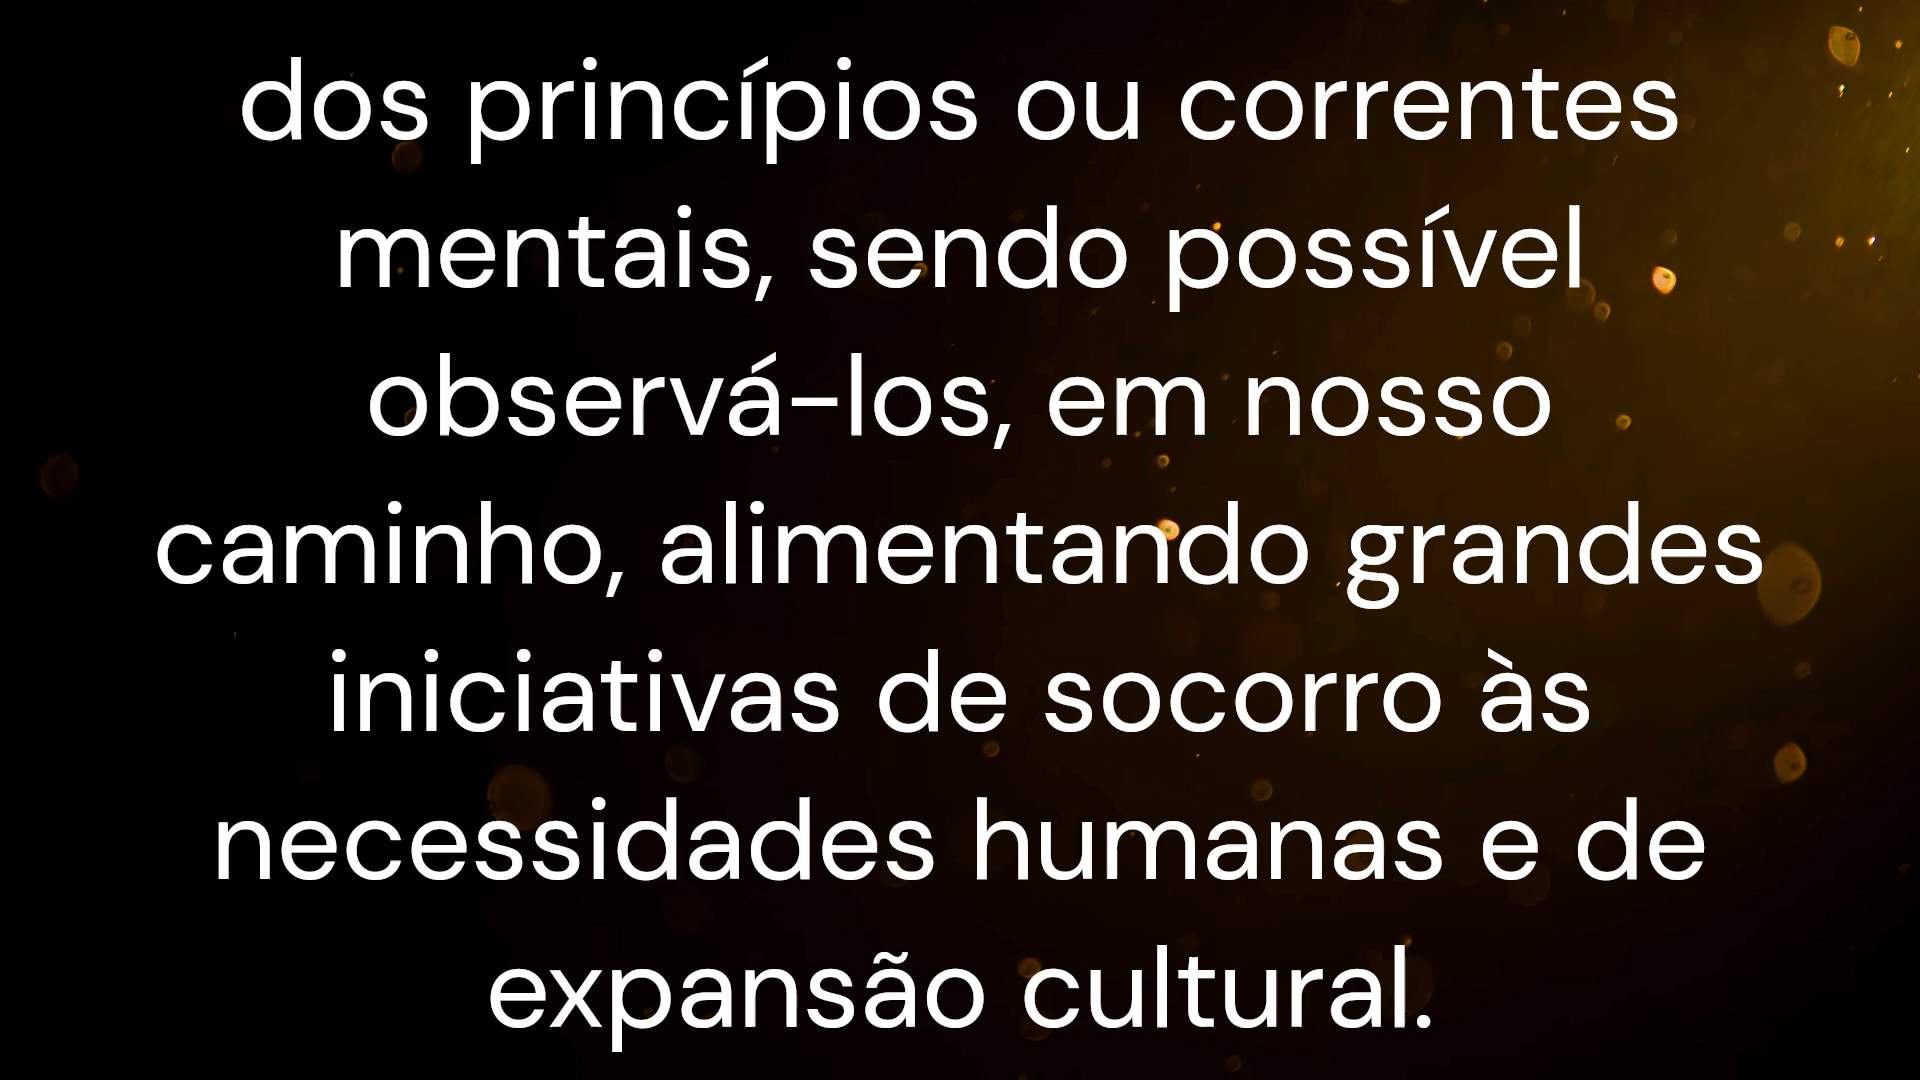 dos princípios ou correntes
mentais, sendo possível
observá-los, em nosso
caminho, alimentando grandes
iniciativas de socorro às
necessidades humanas e de
expansão cultural.